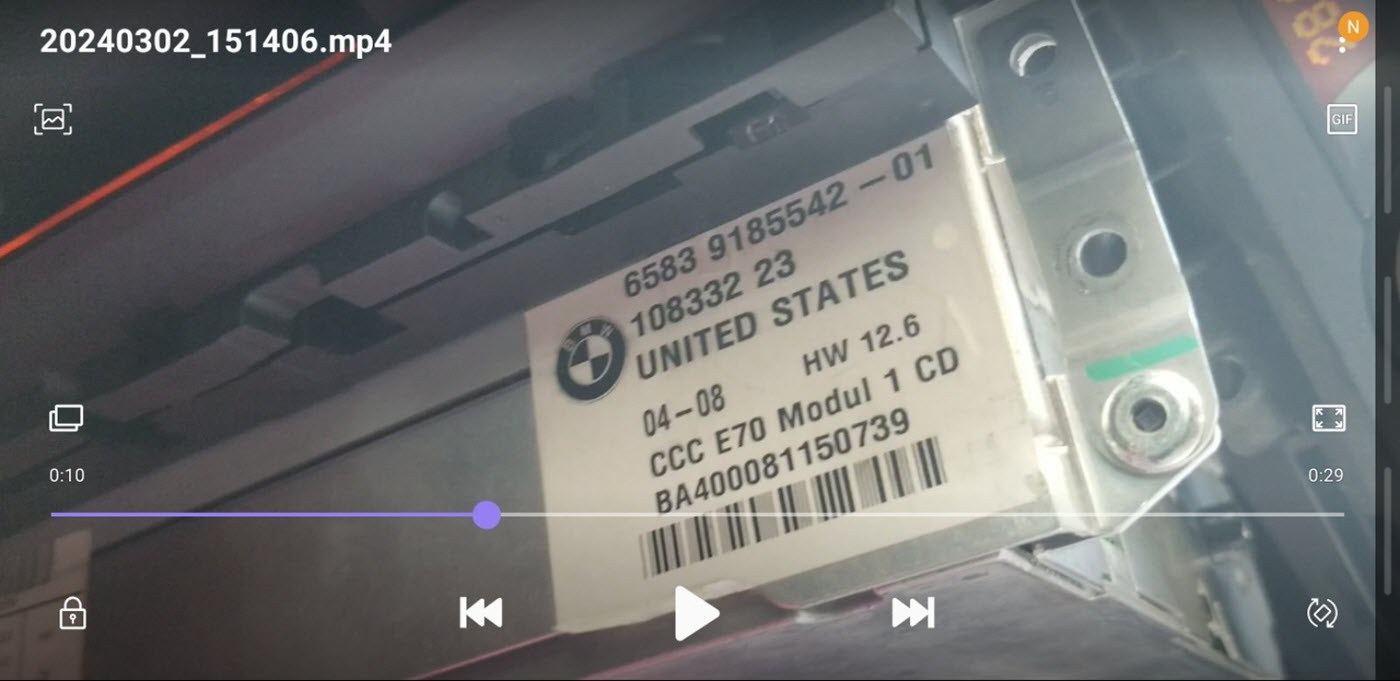 20240302_151406.mp4
N
GIF
6583 9185542-01
108332 23
UNITED STATES
BMW
04-08 HW 12.6
CCC E70 Modul 1 CD
BA400081150739
0:10
0:29